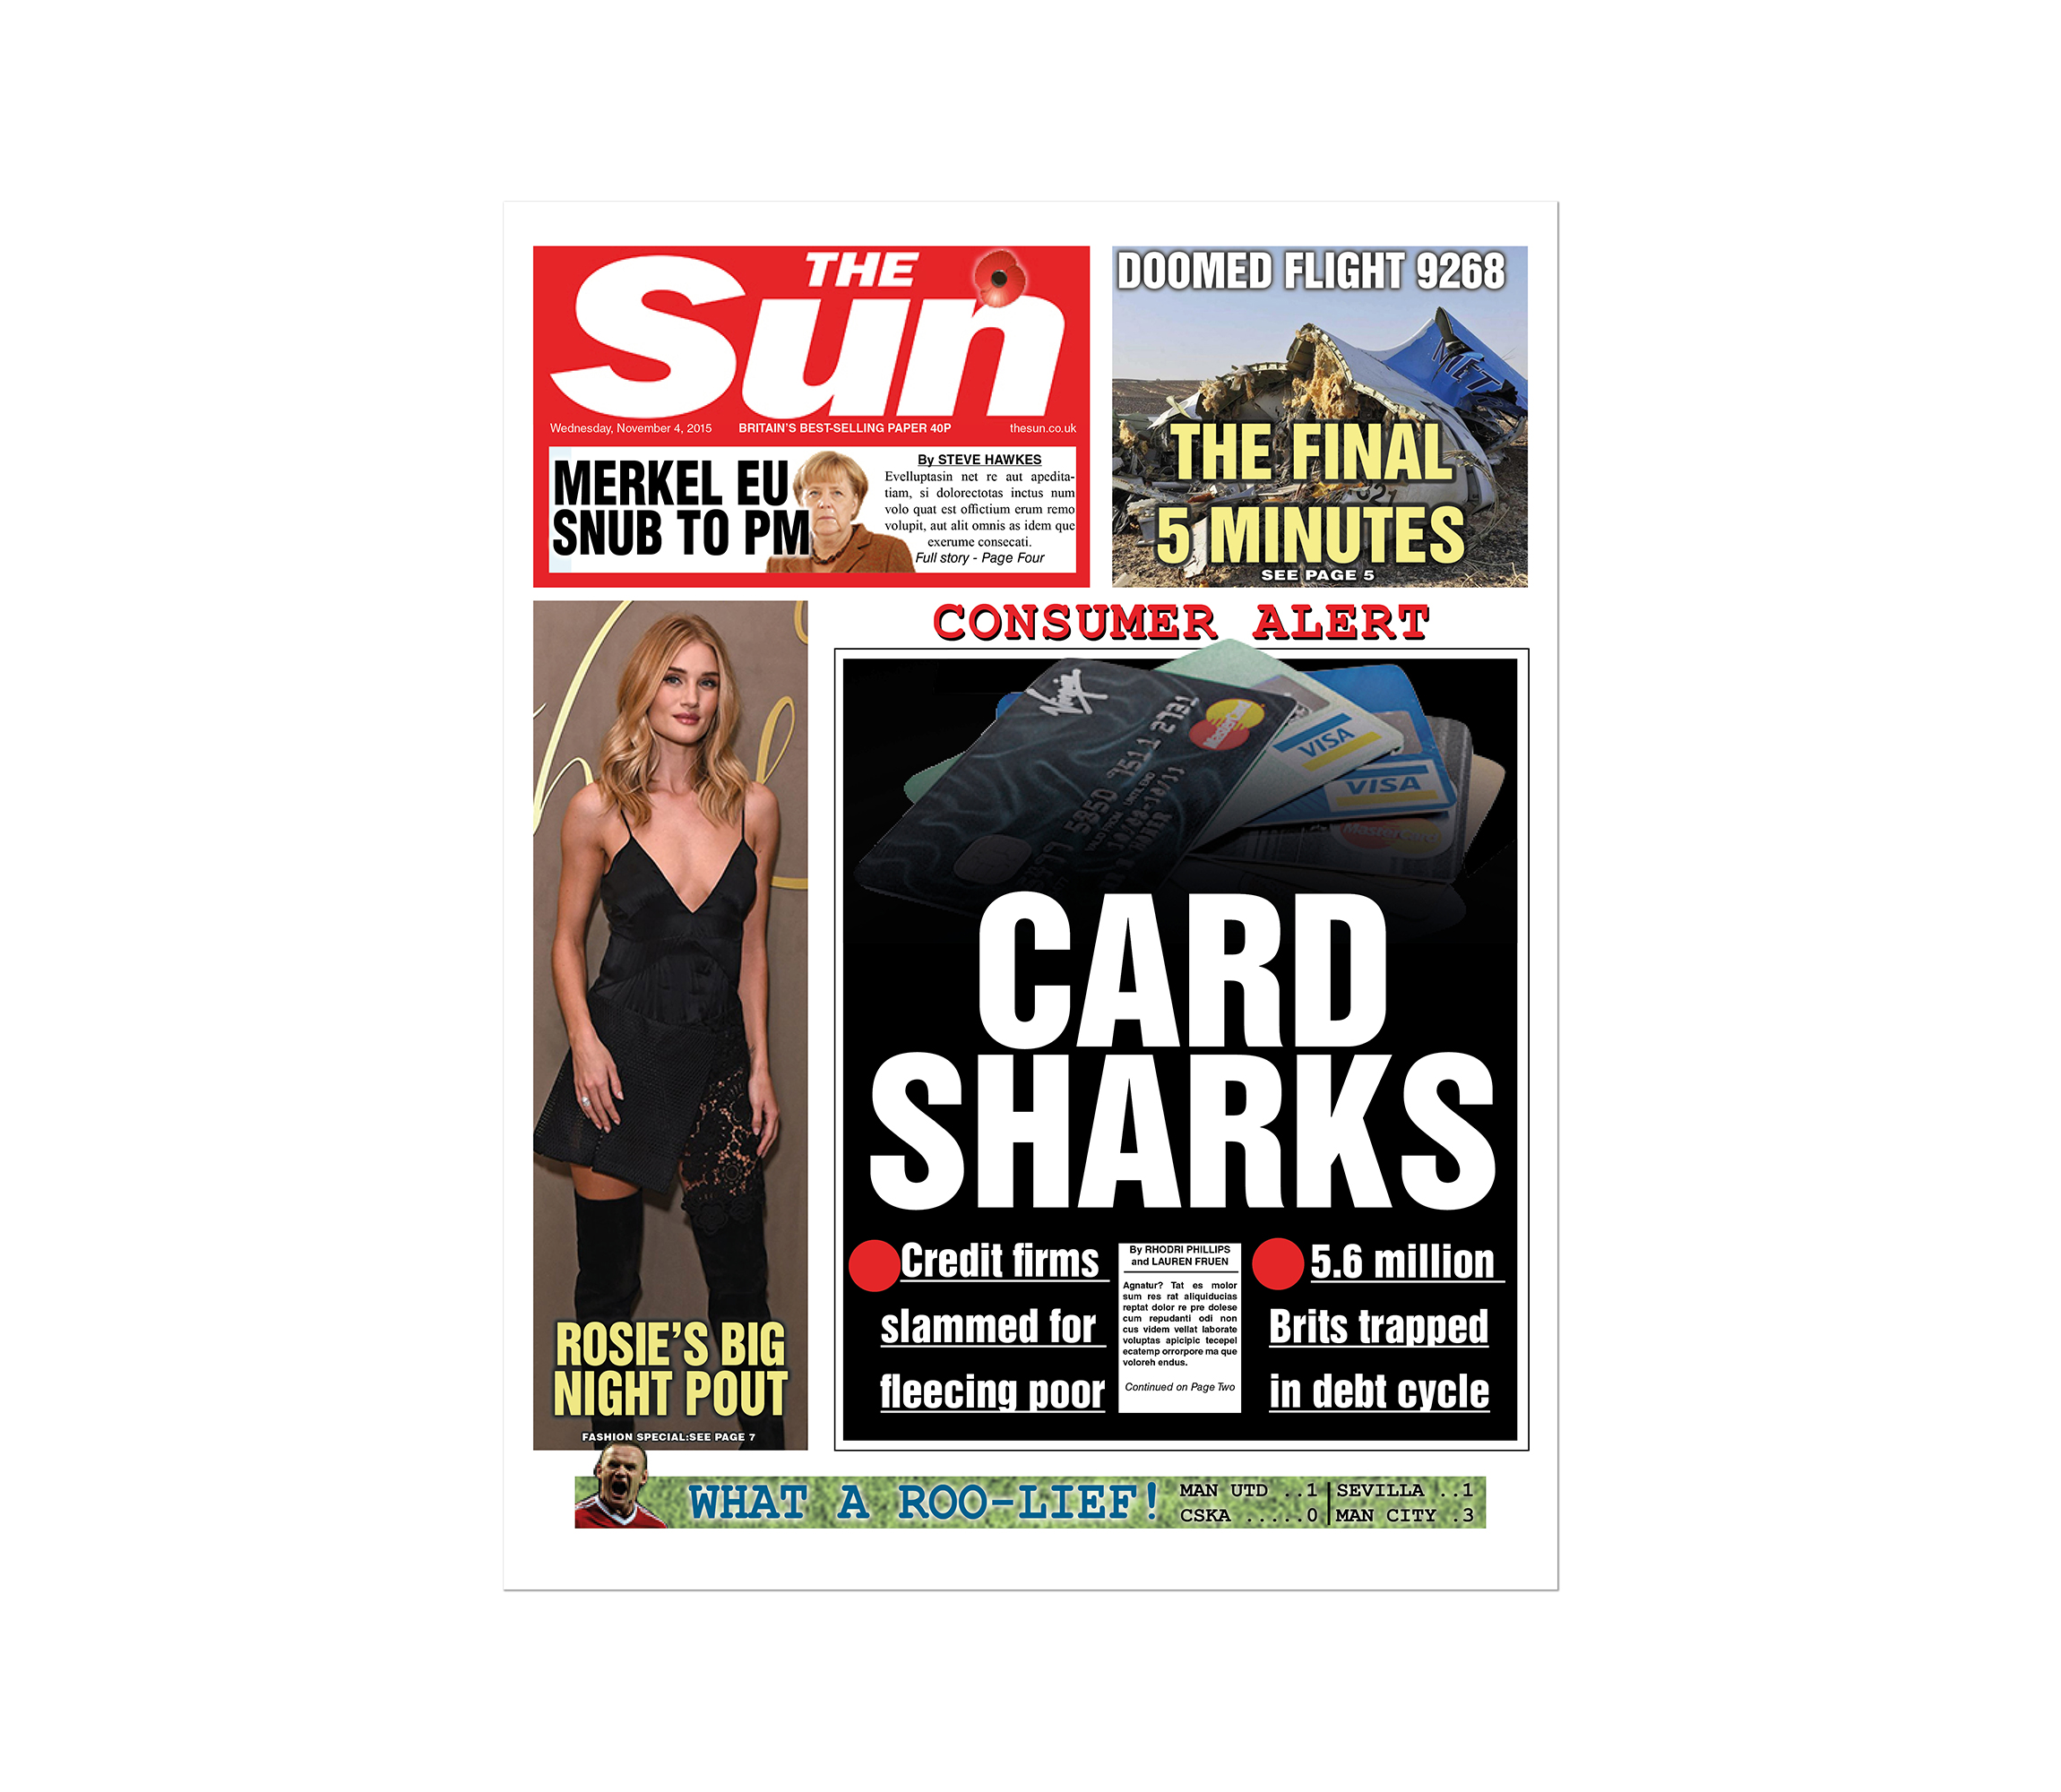 THE
Sun
Wednesday, November 4, 2015 BRITAIN'S BEST-SELLING PAPER 40P thesun.co.uk
MERKEL EU
SNUB TO PM
By STEVE HAWKES
Evelluptasin net re aut apedita-
tiam, si dolorectotas inctus num
volo quat est offictium erum remo
volupit, aut alit omnis as idem que
exerume consecati.
Full story - Page Four
DOOMED FLIGHT 9268
THE FINAL
5 MINUTES
SEE PAGE 5
321
ROSIE'S BIG
NIGHT POUT
FASHION SPECIAL:SEE PAGE 7
CONSUMER ALERT
Virgin
MasterCard
VISA
VISA
MasterCard
CARD
SHARKS
Credit firms
slammed for
fleecing poor
By RHODRI PHILLIPS
and LAUREN FRUEN
Agnatur? Tat es molor
sum res rat aliquiducias
reptat dolor re pre dolese
cum repudanti odi non
cus videm vellat laborate
voluptas apicipic tecepel
ecatemp orrorpore ma que
voloreh endus.
Continued on Page Two
5.6 million
Brits trapped
in debt cycle
WHAT A ROO-LIEF!
MAN UTD ..1
CSKA .....0
SEVILLA ..1
MAN CITY .3